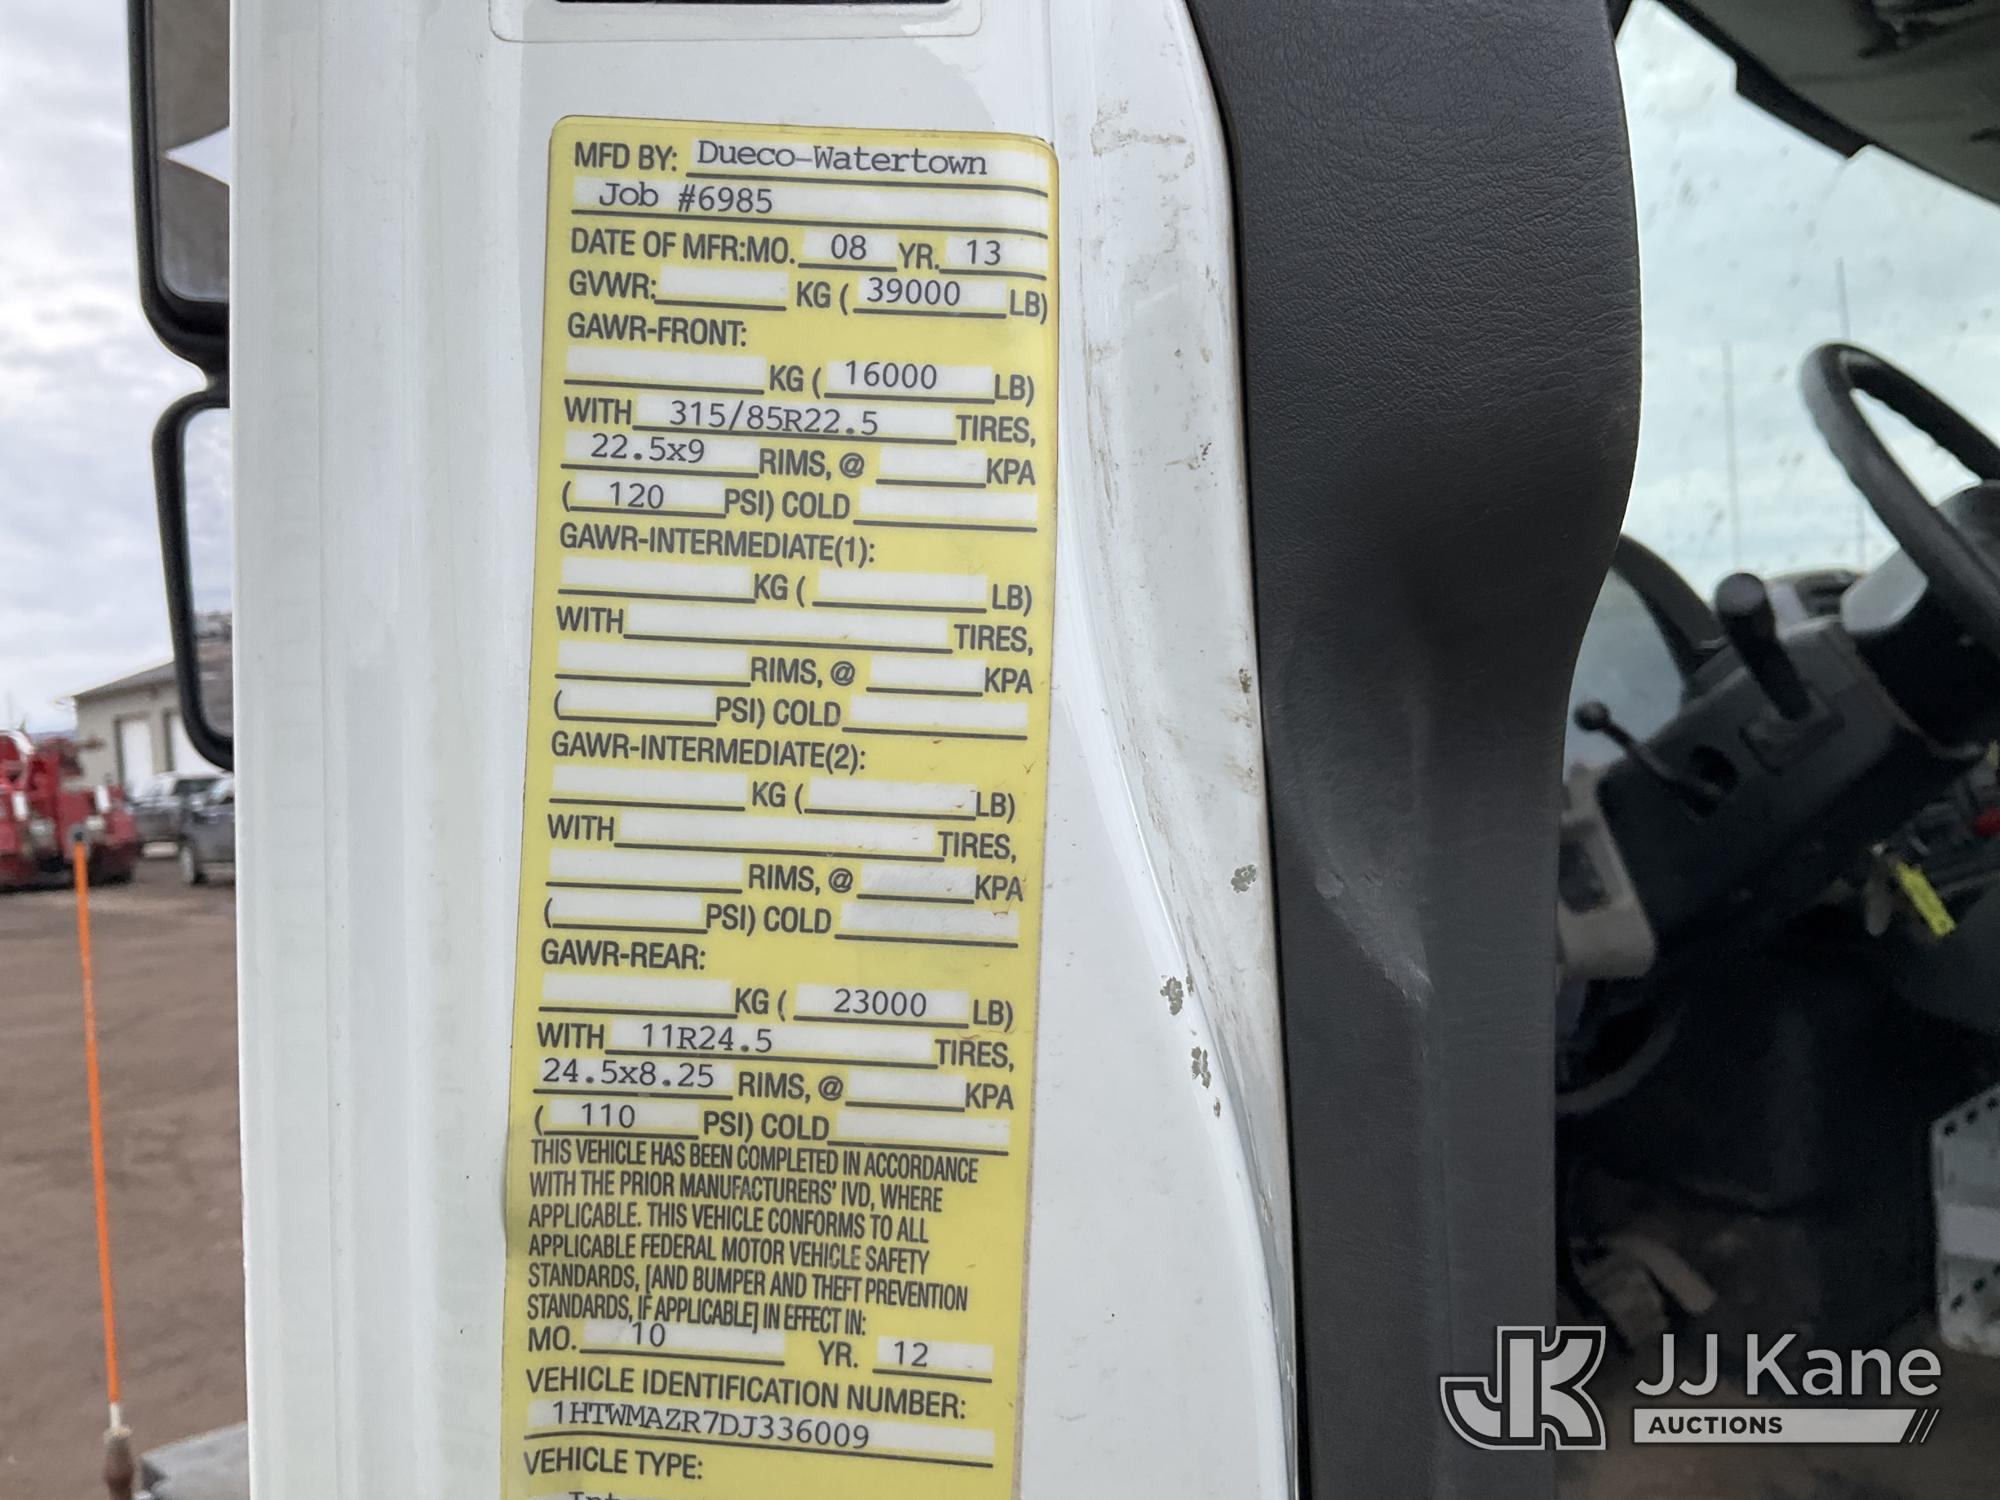 MFD BY: Dueco-Watertown
Job #6985
DATE OF MFR:MO. 08 YR. 13
GVWR: KG ( 39000 LB)
GAWR-FRONT:
KG ( 16000 LB)
WITH 315/85R22.5 TIRES,
22.5x9 RIMS, @ KPA
( 120 PSI) COLD
GAWR-INTERMEDIATE(1):
KG ( LB)
WITH TIRES,
RIMS, @ KPA
( PSI) COLD
GAWR-INTERMEDIATE(2):
KG ( LB)
WITH TIRES,
RIMS, @ KPA
( PSI) COLD
GAWR-REAR:
KG ( 23000 LB)
WITH 11R24.5 TIRES,
24.5x8.25 RIMS, @ KPA
( 110 PSI) COLD
THIS VEHICLE HAS BEEN COMPLETED IN ACCORDANCE
WITH THE PRIOR MANUFACTURERS' IVD, WHERE
APPLICABLE. THIS VEHICLE CONFORMS TO ALL
APPLICABLE FEDERAL MOTOR VEHICLE SAFETY
STANDARDS, [AND BUMPER AND THEFT PREVENTION
STANDARDS, IF APPLICABLE] IN EFFECT IN:
MO. 10 YR. 12
VEHICLE IDENTIFICATION NUMBER:
1HTWMAZR7DJ336009
VEHICLE TYPE:
JK JJ Kane
AUCTIONS